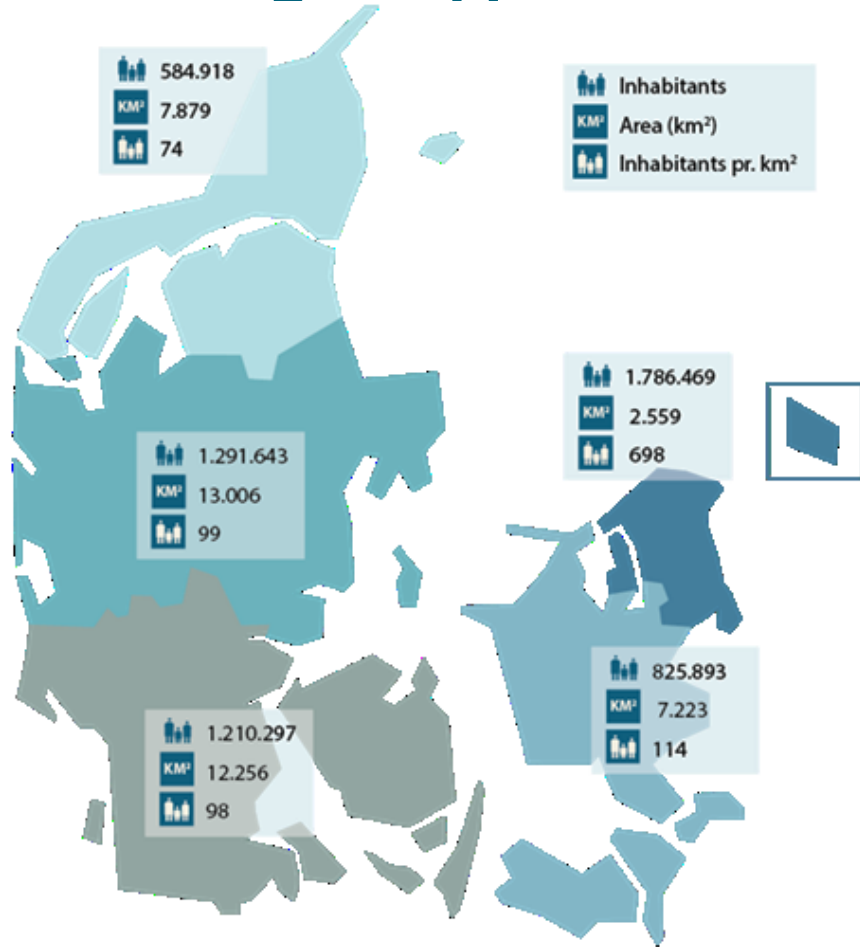 584.918
KM²
7.879
74
Inhabitants
KM²
Area (km²)
Inhabitants pr. km²
1.786.469
KM²
2.559
698
1.291.643
KM²
13.006
99
825.893
KM²
7.223
114
1.210.297
KM²
12.256
98